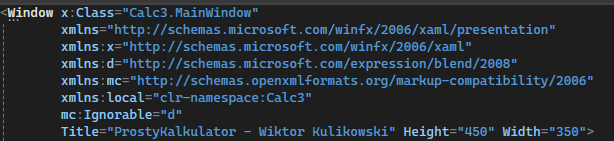 <Window x:Class="Calc3.MainWindow"
xmlns="http://schemas.microsoft.com/winfx/2006/xaml/presentation"
xmlns:x="http://schemas.microsoft.com/winfx/2006/xaml"
xmlns:d="http://schemas.microsoft.com/expression/blend/2008"
xmlns:mc="http://schemas.openxmlformats.org/markup-compatibility/2006"
xmlns:local="clr-namespace:Calc3"
mc:Ignorable="d"
Title="ProstyKalkulator - Wiktor Kulikowski" Height="450" Width="350">